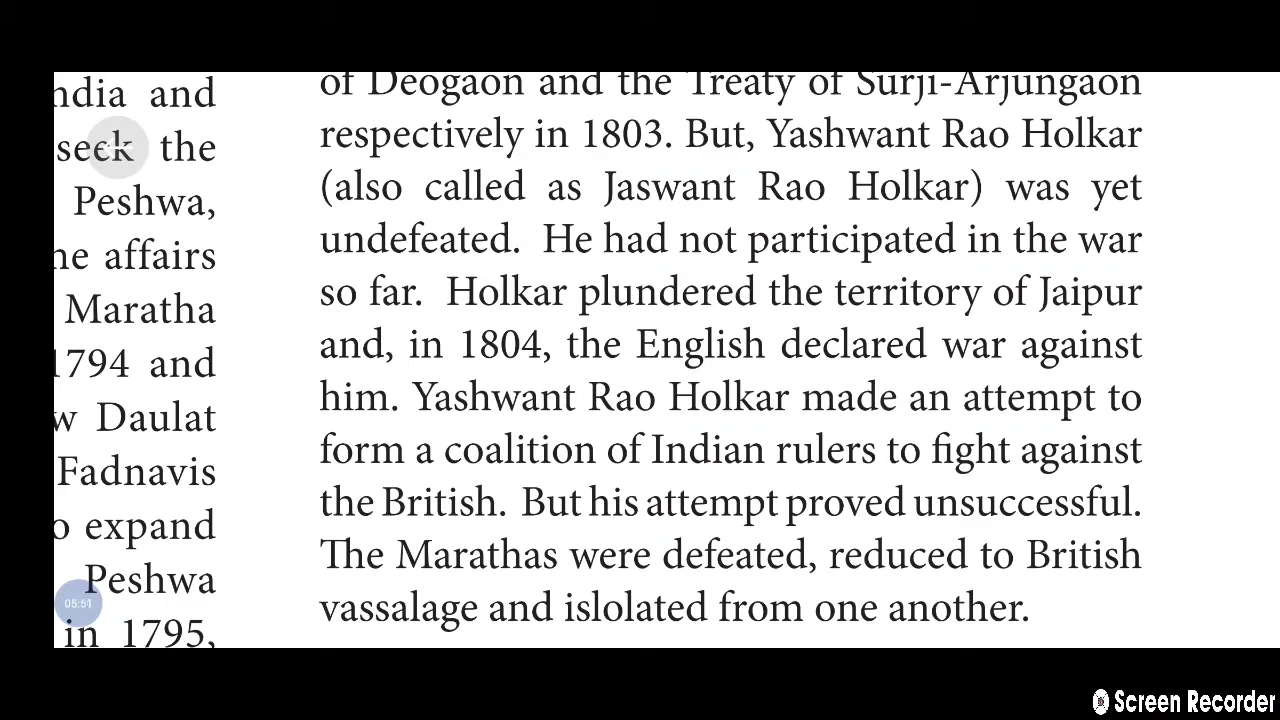 ndia and
seek the
Peshwa,
he affairs
Maratha
1794 and
w Daulat
Fadnavis
o expand
Peshwa
in 1795,
of Deogaon and the Treaty of Surji-Arjungaon
respectively in 1803. But, Yashwant Rao Holkar
(also called as Jaswant Rao Holkar) was yet
undefeated. He had not participated in the war
so far. Holkar plundered the territory of Jaipur
and, in 1804, the English declared war against
him. Yashwant Rao Holkar made an attempt to
form a coalition of Indian rulers to fight against
the British. But his attempt proved unsuccessful.
The Marathas were defeated, reduced to British
vassalage and islolated from one another.
05:51
Screen Recorder